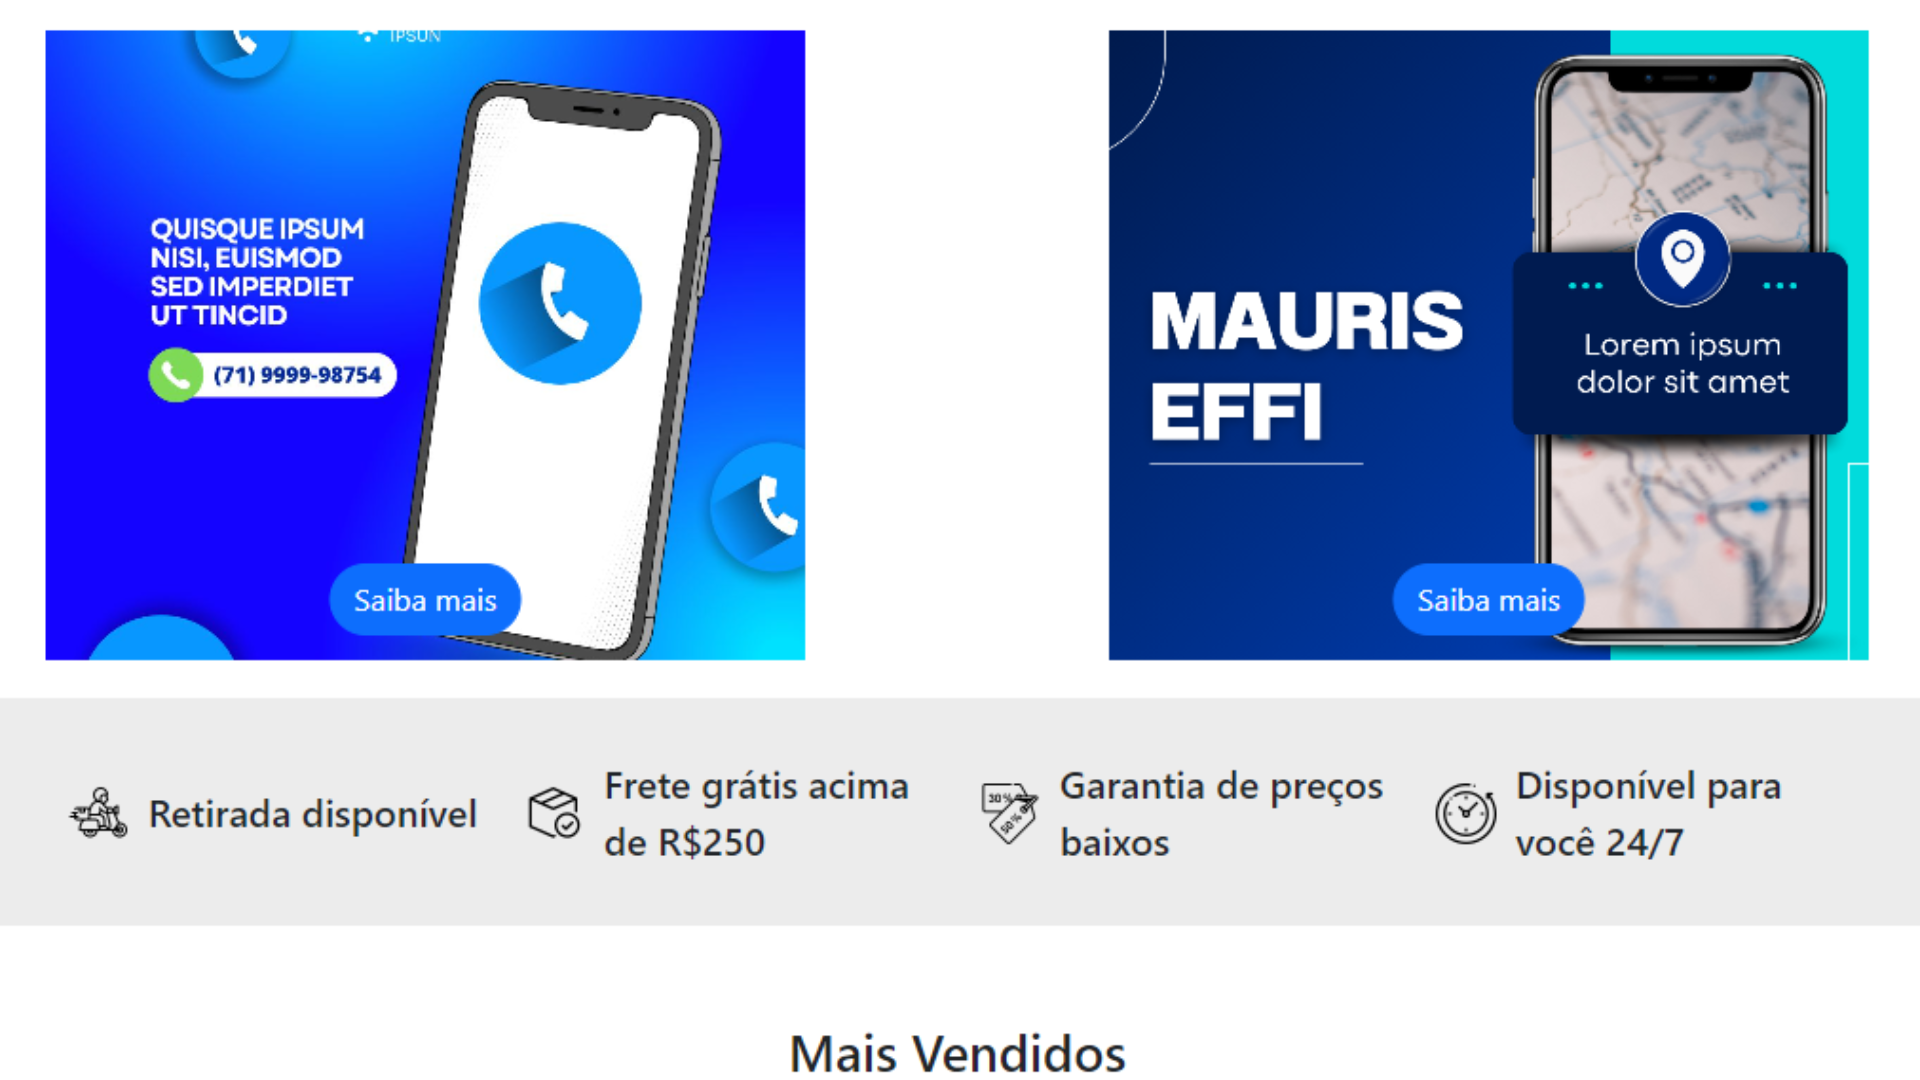 IPSUN
QUISQUE IPSUM
NISI, EUISMOD
SED IMPERDIET
UT TINCID
(71) 9999-98754
Saiba mais
MAURIS
EFFI
Lorem ipsum
dolor sit amet
Saiba mais
Retirada disponível
Frete grátis acima
de R$250
30%
50%
Garantia de preços
baixos
Disponível para
você 24/7
Mais Vendidos